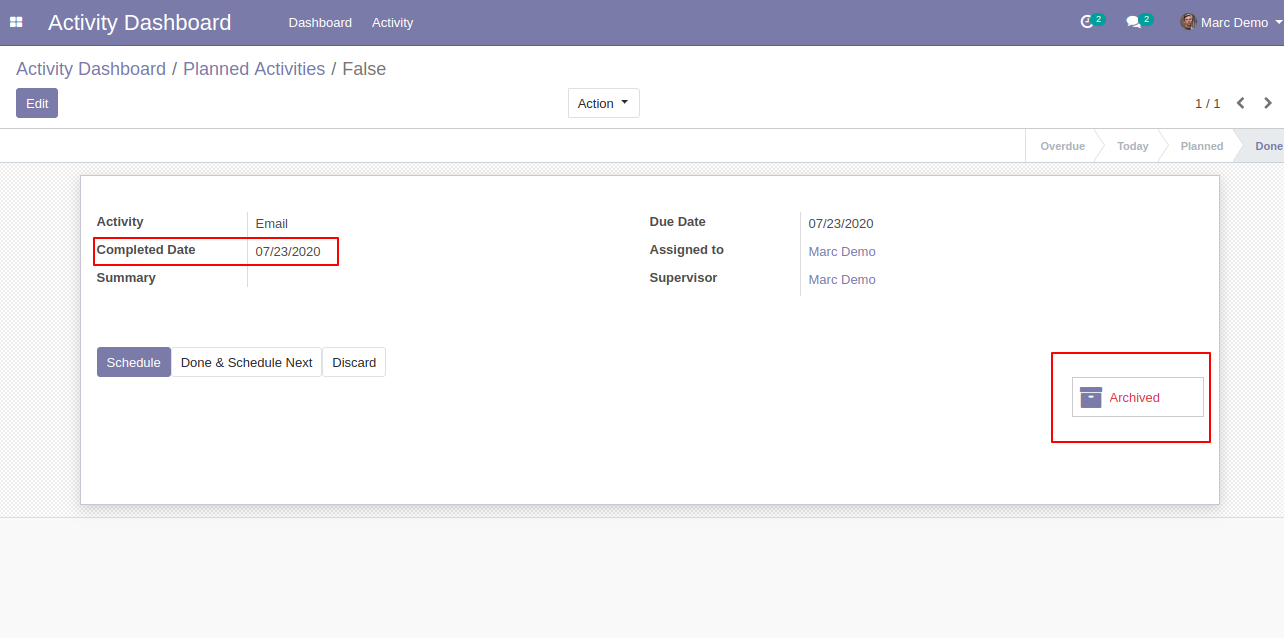 Activity Dashboard Dashboard Activity 2 2 Marc Demo
Activity Dashboard / Planned Activities / False
Edit Action 1 / 1
Overdue Today Planned Done
Activity Email Due Date 07/23/2020
Completed Date 07/23/2020 Assigned to Marc Demo
Summary Supervisor Marc Demo
Schedule Done & Schedule Next Discard
Archived